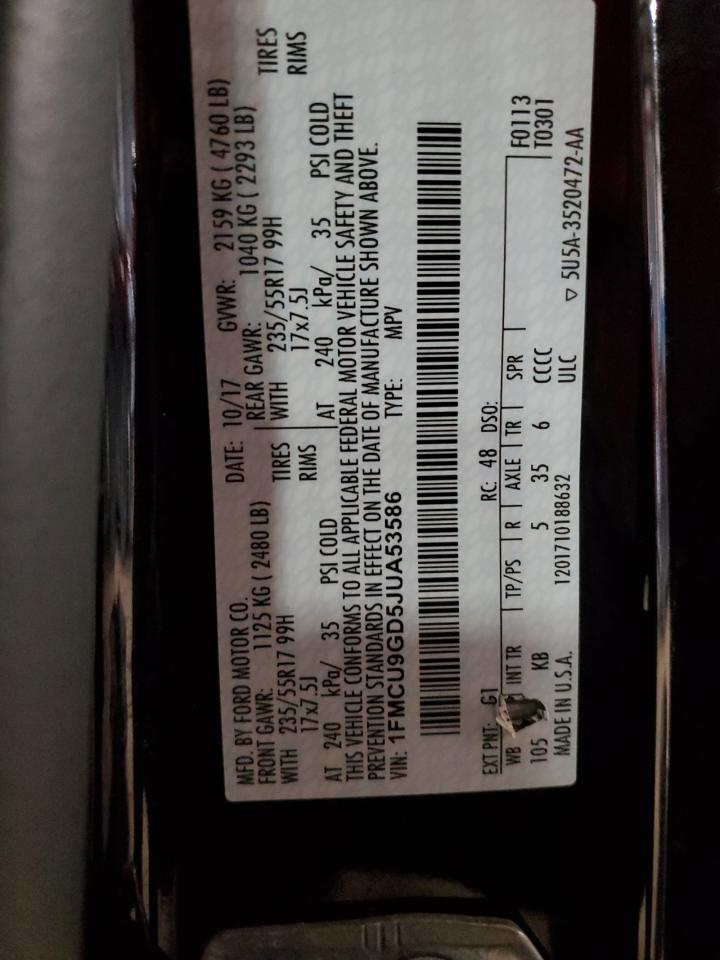 MFD. BY FORD MOTOR CO.
DATE: 10/17 GVWR: 2159 KG ( 4760 LB)
FRONT GAWR: 1125 KG ( 2480 LB) REAR GAWR: 1040 KG ( 2293 LB)
WITH 235/55R17 99H TIRES WITH 235/55R17 99H TIRES
17x7.5J RIMS 17x7.5J RIMS
AT 240 kPa/ 35 PSI COLD AT 240 kPa/ 35 PSI COLD
THIS VEHICLE CONFORMS TO ALL APPLICABLE FEDERAL MOTOR VEHICLE SAFETY AND THEFT
PREVENTION STANDARDS IN EFFECT ON THE DATE OF MANUFACTURE SHOWN ABOVE.
VIN: 1FMCU9GD5JUA53586 TYPE: MPV
EXT PNT: G1 RC: 48 DSO:
WB INT TR TP/PS R AXLE TR SPR F0113
105 KB 5 35 6 CCCC T0301
MADE IN U.S.A. 1201710188632 ULC
▽ 5U5A-3520472-AA